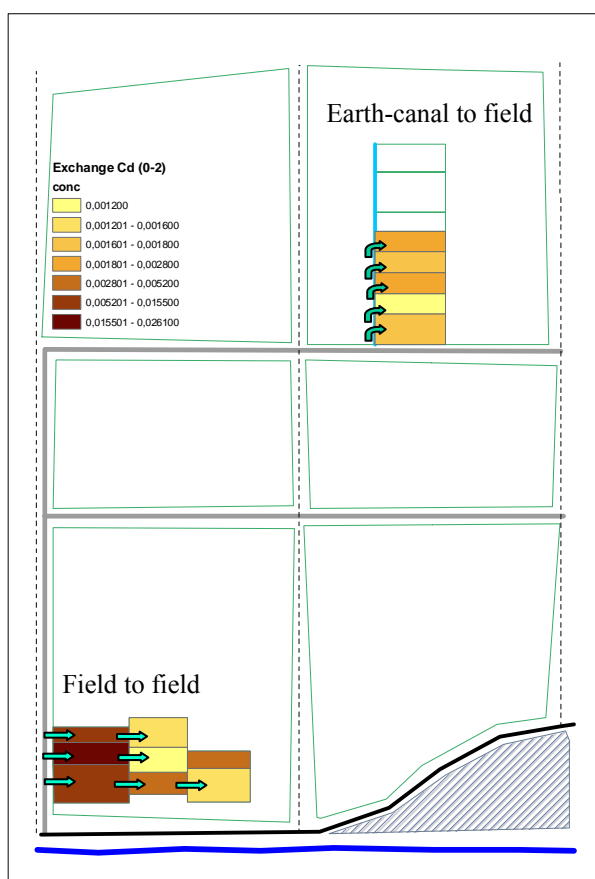 Earth-canal to field
Exchange Cd (0-2)
conc
0,001200
0,001201 - 0,001600
0,001601 - 0,001800
0,001801 - 0,002800
0,002801 - 0,005200
0,005201 - 0,015500
0,015501 - 0,026100
Field to field